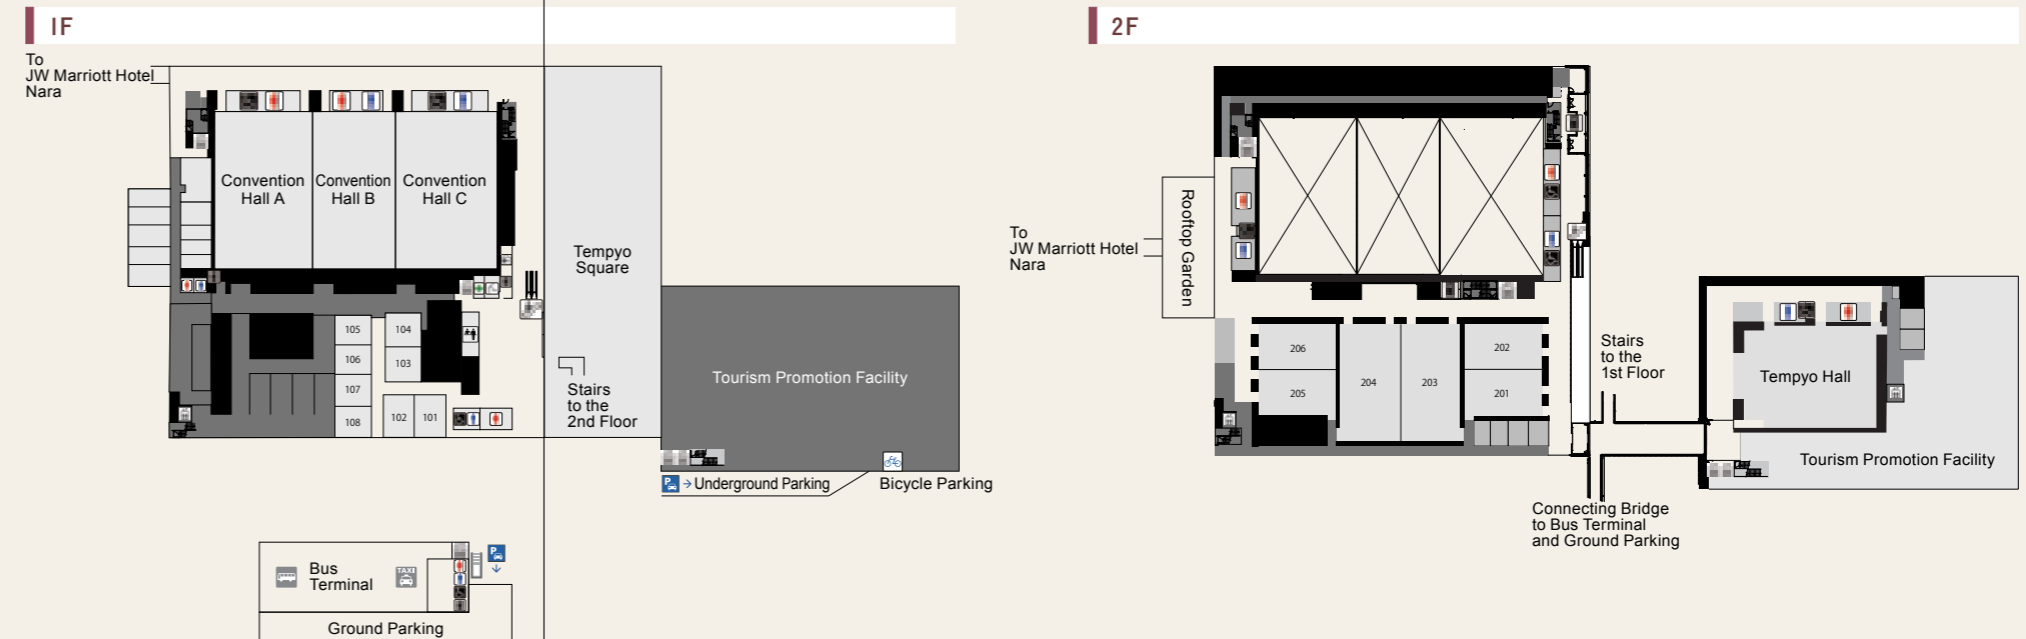 1F
To
JW Marriott Hotel
Nara
Convention
Hall A
Convention
Hall B
Convention
Hall C
Tempyo
Square
105
104
106
103
107
108
102
101
Stairs
to the
2nd Floor
Tourism Promotion Facility
P
→ Underground Parking
Bicycle Parking
Bus
Terminal
TAXI
P
Ground Parking
2F
To
JW Marriott Hotel
Nara
Rooftop Garden
206
205
204
203
202
201
Stairs
to the
1st Floor
Tempyo Hall
Tourism Promotion Facility
Connecting Bridge
to Bus Terminal
and Ground Parking